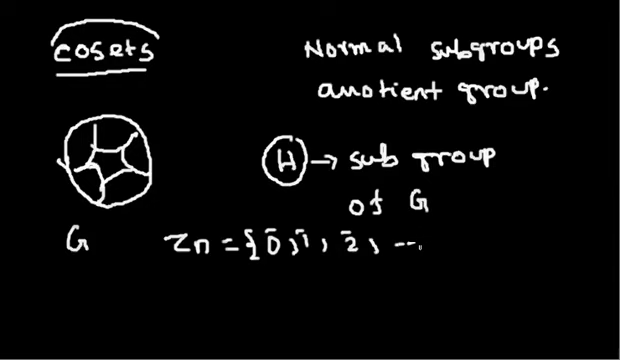 cosets
Normal subgroups
quotient group.
H → sub group
of G
G
Zn = {0̄, 1̄, 2̄, ---